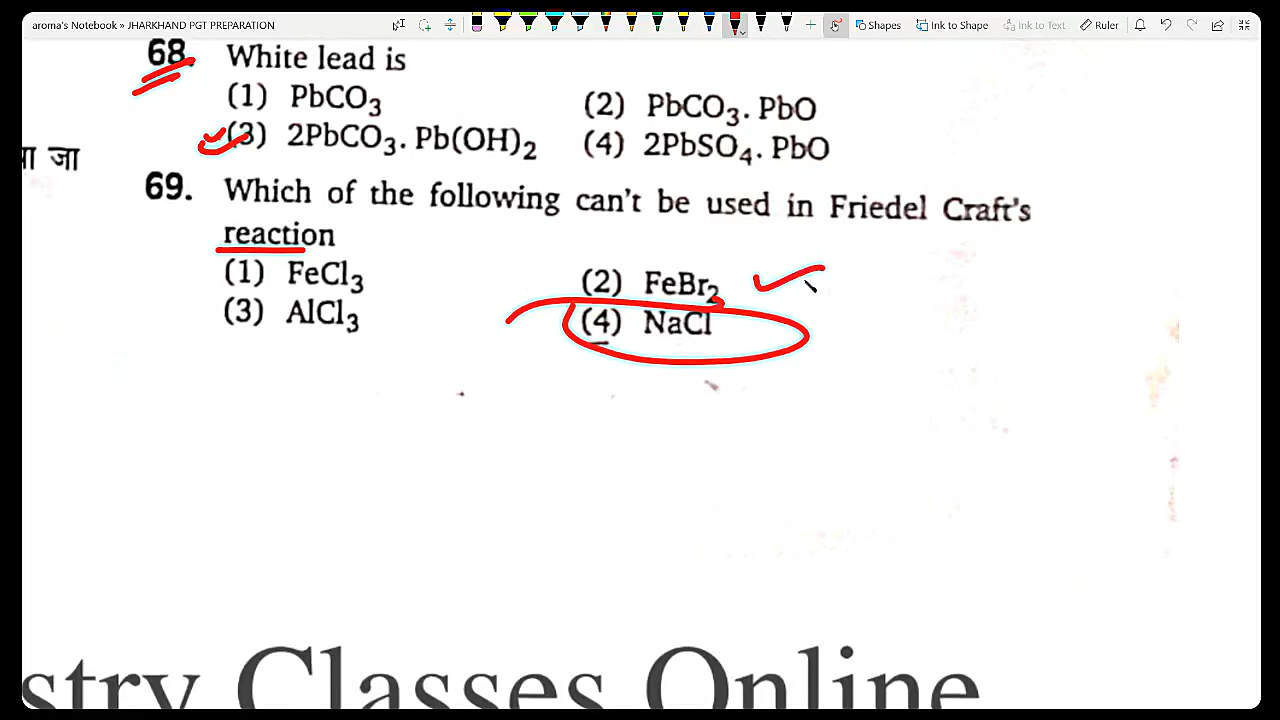 aroma's Notebook » JHARKHAND PGT PREPARATION
Shapes Ink to Shape Ink to Text Ruler
68. White lead is
(1) PbCO₃ (2) PbCO₃. PbO
(3) 2PbCO₃. Pb(OH)₂ (4) 2PbSO₄. PbO
जा
69. Which of the following can't be used in Friedel Craft's
reaction
(1) FeCl₃ (2) FeBr₂
(3) AlCl₃ (4) NaCl
stry Classes Online